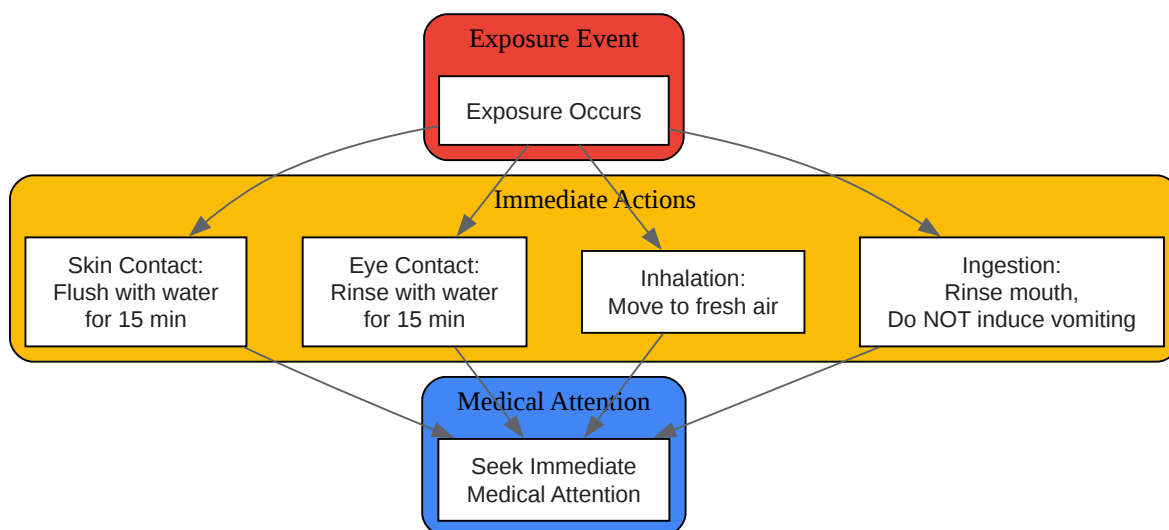 Exposure Event
Exposure Occurs
Immediate Actions
Skin Contact:
Flush with water
for 15 min
Eye Contact:
Rinse with water
for 15 min
Inhalation:
Move to fresh air
Ingestion:
Rinse mouth,
Do NOT induce vomiting
Medical Attention
Seek Immediate
Medical Attention